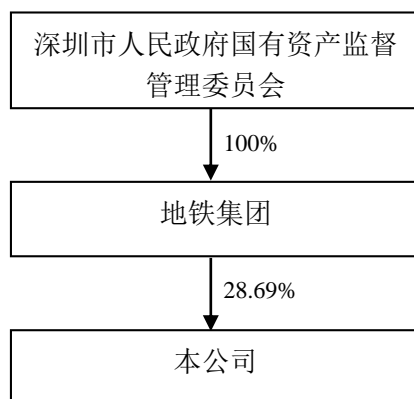 深圳市人民政府国有资产监督
管理委员会
100%
地铁集团
28.69%
本公司